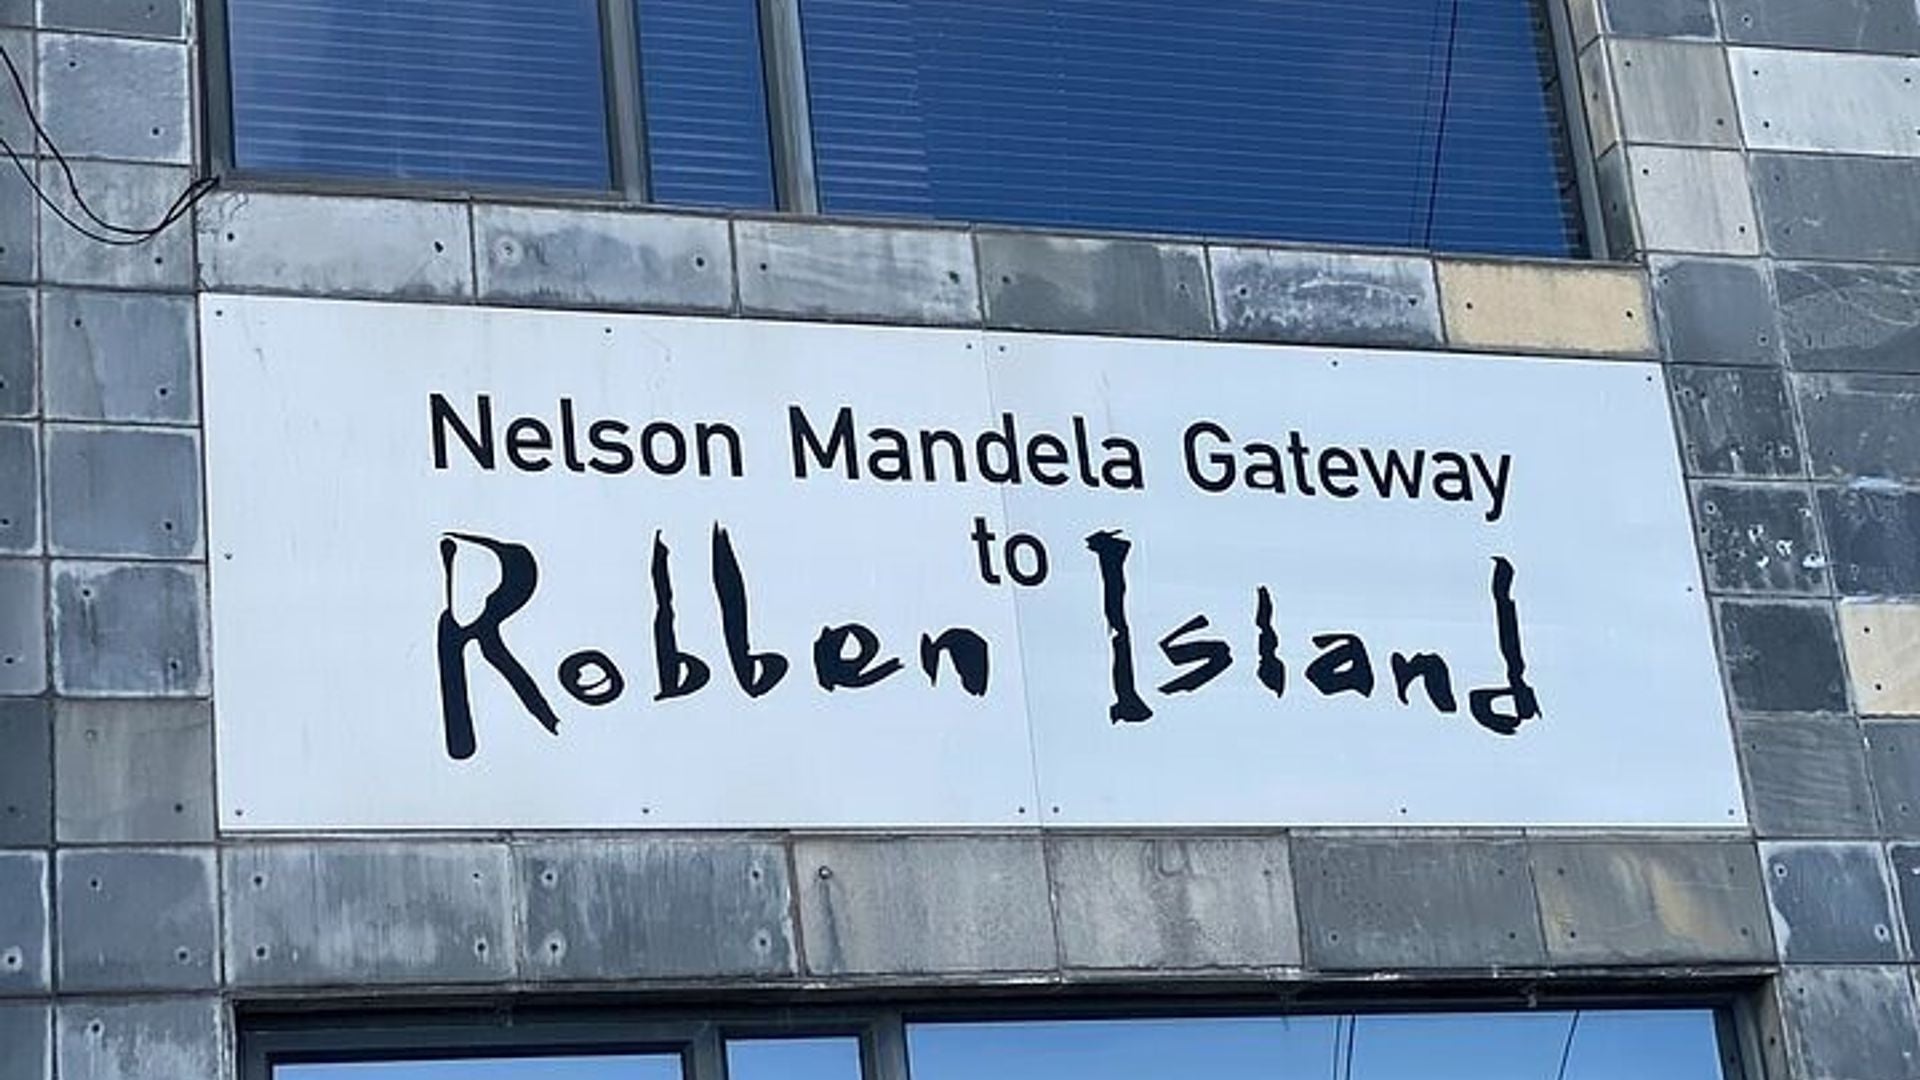 Nelson Mandela Gateway
to
Robben Island